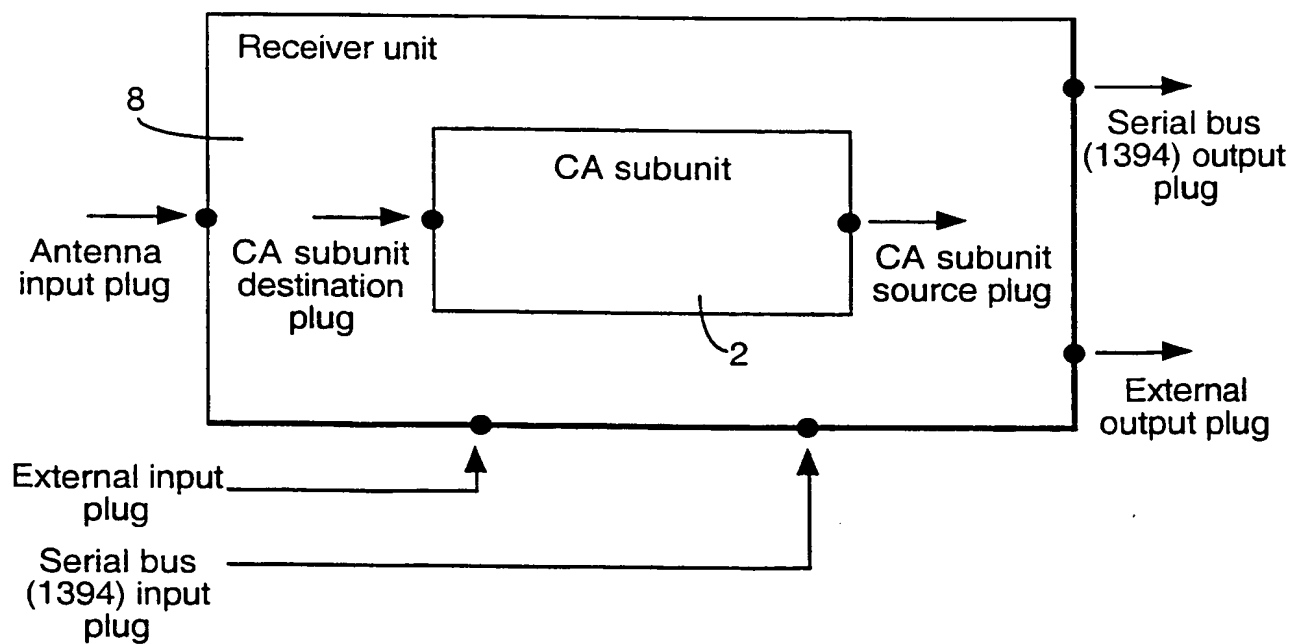 Receiver unit
8
CA subunit
Serial bus
(1394) output
plug
Antenna
input plug
CA subunit
destination
plug
CA subunit
source plug
2
External
output plug
External input
plug
Serial bus
(1394) input
plug